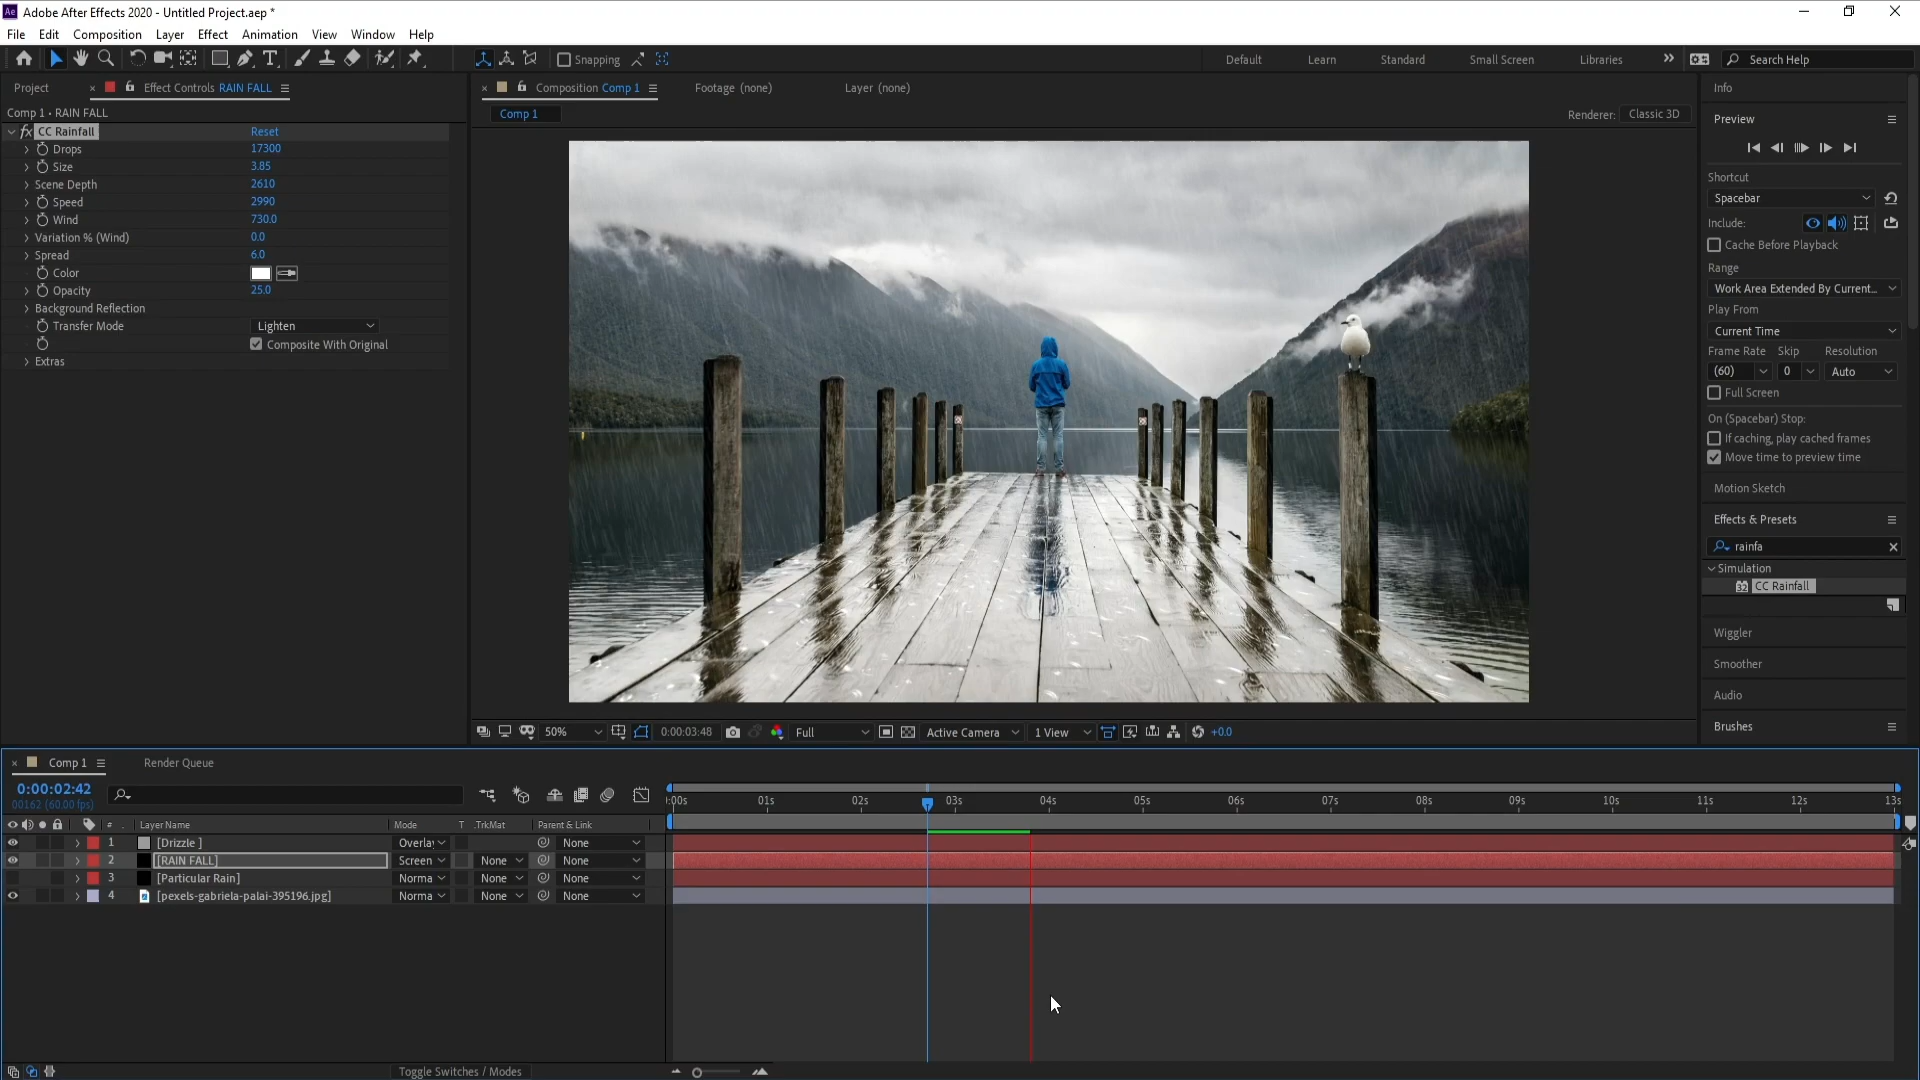 Ae Adobe After Effects 2020 - Untitled Project.aep *
File Edit Composition Layer Effect Animation View Window Help
Snapping
Default Learn Standard Small Screen Libraries
Search Help
Project
Effect Controls RAIN FALL
Comp 1 • RAIN FALL
fx CC Rainfall Reset
Drops 17300
Size 3.85
Scene Depth 2610
Speed 2990
Wind 730.0
Variation % (Wind) 0.0
Spread 6.0
Color
Opacity 25.0
Background Reflection
Transfer Mode Lighten
Composite With Original
Extras
Composition Comp 1
Footage (none)
Layer (none)
Comp 1
Renderer: Classic 3D
50% 0:00:03:48 Full Active Camera 1 View +0.0
Info
Preview
Shortcut
Spacebar
Include:
Cache Before Playback
Range
Work Area Extended By Current...
Play From
Current Time
Frame Rate Skip Resolution
(60) 0 Auto
Full Screen
On (Spacebar) Stop:
If caching, play cached frames
Move time to preview time
Motion Sketch
Effects & Presets
rainfa
Simulation
32 CC Rainfall
Wiggler
Smoother
Audio
Brushes
Comp 1
Render Queue
0:00:02:42
00162 (60.00 fps)
# Layer Name Mode T .TrkMat Parent & Link
1 [Drizzle ] Overla None
2 [RAIN FALL] Screen None None
3 [Particular Rain] Norma None None
4 [pexels-gabriela-palai-395196.jpg] Norma None None
:00s 01s 02s 03s 04s 05s 06s 07s 08s 09s 10s 11s 12s 13s
Toggle Switches / Modes